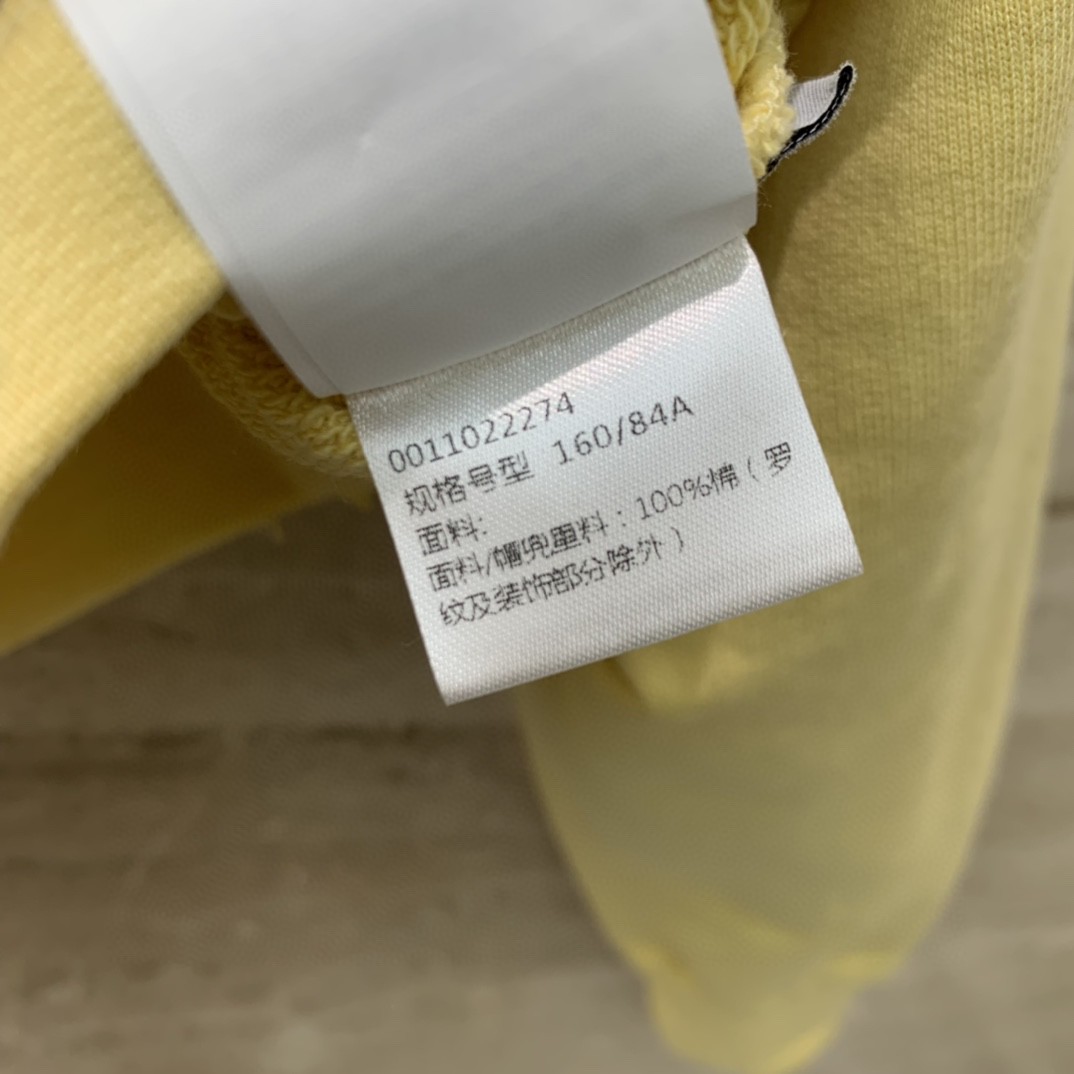 0011022274
规格号型 160/84A
面料:
面料/帽兜里料：100%棉（罗
纹及装饰部分除外）